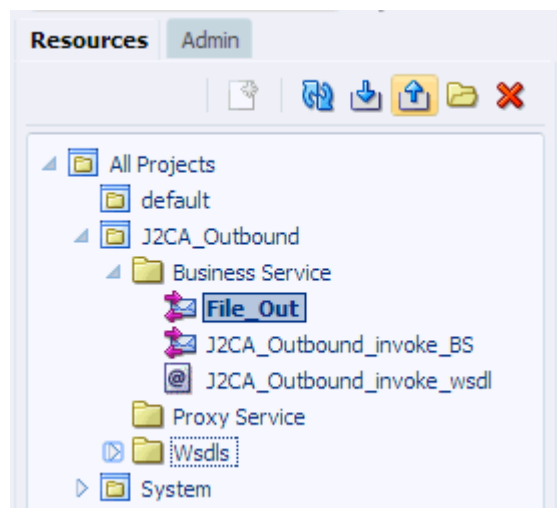 Resources Admin
All Projects
default
J2CA_Outbound
Business Service
File_Out
J2CA_Outbound_invoke_BS
J2CA_Outbound_invoke_wsdl
Proxy Service
Wsdls
System